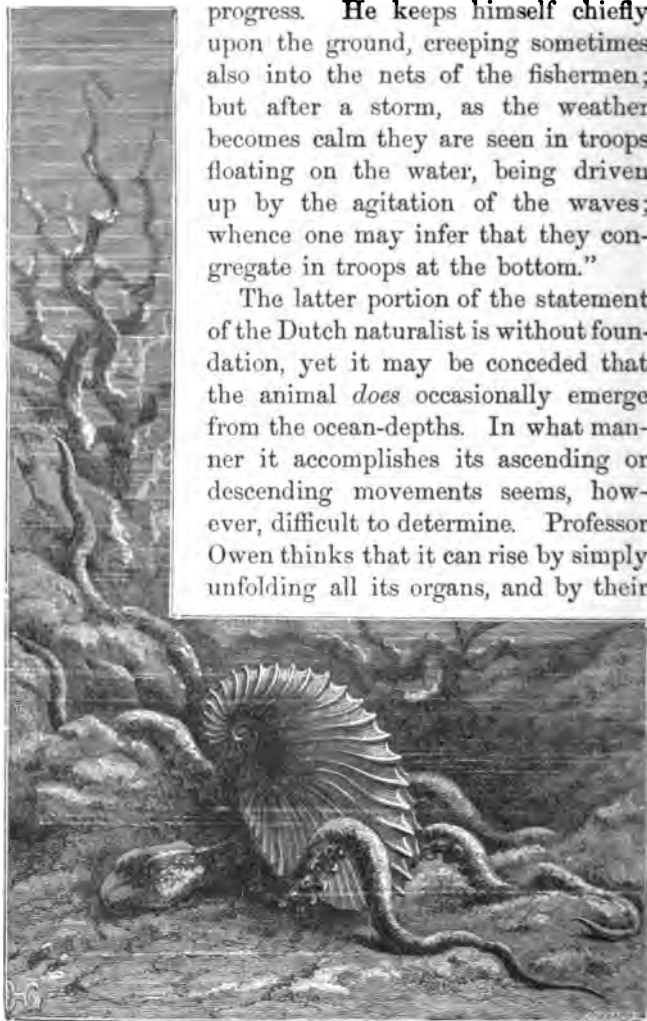 progress. He keeps himself chiefly
upon the ground, creeping sometimes
also into the nets of the fishermen;
but after a storm, as the weather
becomes calm they are seen in troops
floating on the water, being driven
up by the agitation of the waves;
whence one may infer that they con-
gregate in troops at the bottom."
The latter portion of the statement
of the Dutch naturalist is without foun-
dation, yet it may be conceded that
the animal does occasionally emerge
from the ocean-depths. In what man-
ner it accomplishes its ascending or
descending movements seems, how-
ever, difficult to determine. Professor
Owen thinks that it can rise by simply
unfolding all its organs, and by their